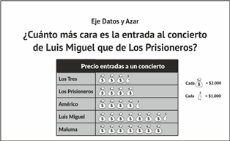 Eje Datos y Azar
¿Cuánto más cara es la entrada al concierto
de Luis Miguel que de Los Prisioneros?
Precio entradas a un concierto
Los Tres
Los Prisioneros
Américo
Luis Miguel
Maluma
Cada = $2.000
Cada = $1.000